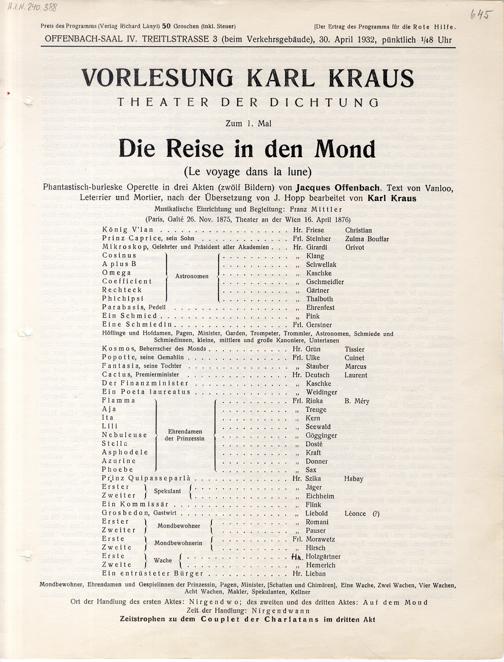 H.I.N. 240.388
645
Preis des Programms (Verlag Richard Lányi) 50 Groschen (inkl. Steuer) (Der Ertrag des Programms für die Rote Hilfe.
OFFENBACH-SAAL IV. TREITLSTRASSE 3 (beim Verkehrsgebäude), 30. April 1932, pünktlich ½8 Uhr
VORLESUNG KARL KRAUS
THEATER DER DICHTUNG
Zum 1. Mal
Die Reise in den Mond
(Le voyage dans la lune)
Phantastisch-burleske Operette in drei Akten (zwölf Bildern) von Jacques Offenbach. Text von Vanloo,
Leterrier und Mortier, nach der Übersetzung von J. Hopp bearbeitet von Karl Kraus
Musikalische Einrichtung und Begleitung: Franz Mittler
(Paris, Gaîté 26. Nov. 1875, Theater an der Wien 16. April 1876)
König V'lan Hr. Friese Christian
Prinz Caprice, sein Sohn Frl. Steinher Zulma Bouffar
Mikroskop, Gelehrter und Präsident aller Akademien Hr. Girardi Grivot
Cosinus „ Klang
A plus B „ Schwellak
Omega „ Kaschke
Coefficient Astronomen „ Gschmeidler
Rechteck „ Gärtner
Phichipsi „ Thalboth
Parabasis, Pedell „ Ehrenfest
Ein Schmied „ Fink
Eine Schmiedin Frl. Gersiner
Höflinge und Hofdamen, Pagen, Minister, Garden, Trompeter, Trommler, Astronomen, Schmiede und
Schmiedinnen, kleine, mittlere und große Kanoniere, Untertanen
Kosmos, Beherrscher des Monds Hr. Grün Tissier
Popotte, seine Gemahlin Frl. Ulke Cuinet
Fantasia, seine Tochter „ Stauber Marcus
Cactus, Premierminister Hr. Deutsch Laurent
Der Finanzminister „ Kaschke
Ein Poeta laureatus „ Weidinger
Flamma Frl. Rinka B. Méry
Aja „ Treuge
Ita „ Kern
Lili „ Seewald
Nebuleuse Ehrendamen „ Gögginger
Stella der Prinzessin „ Dosté
Asphodele „ Kraft
Azurine „ Donner
Phoebe „ Sax
Prinz Quipasseparlà Hr. Szika Habay
Erster Spekulant „ Jäger
Zweiter „ Eichheim
Ein Kommissär „ Flink
Grosbedon, Gastwirt „ Liebold Léonce (?)
Erster Mondbewohner „ Romani
Zweiter „ Pauser
Erste Mondbewohnerin Frl. Morawetz
Zweite „ Hirsch
Erste Wache Hr. Holzgärtner
Zweite „ Hemerich
Ein entrüsteter Bürger Hr. Lieban
Mondbewohner, Ehrendamen und Gespielinnen der Prinzessin, Pagen, Minister, [Schatten und Chimären], Eine Wache, Zwei Wachen, Vier Wachen,
Acht Wachen, Makler, Spekulanten, Kellner
Ort der Handlung des ersten Aktes: Nirgendwo; des zweiten und des dritten Aktes: Auf dem Mond
Zeit der Handlung: Nirgendwann
Zeitstrophen zu dem Couplet der Charlatans im dritten Akt